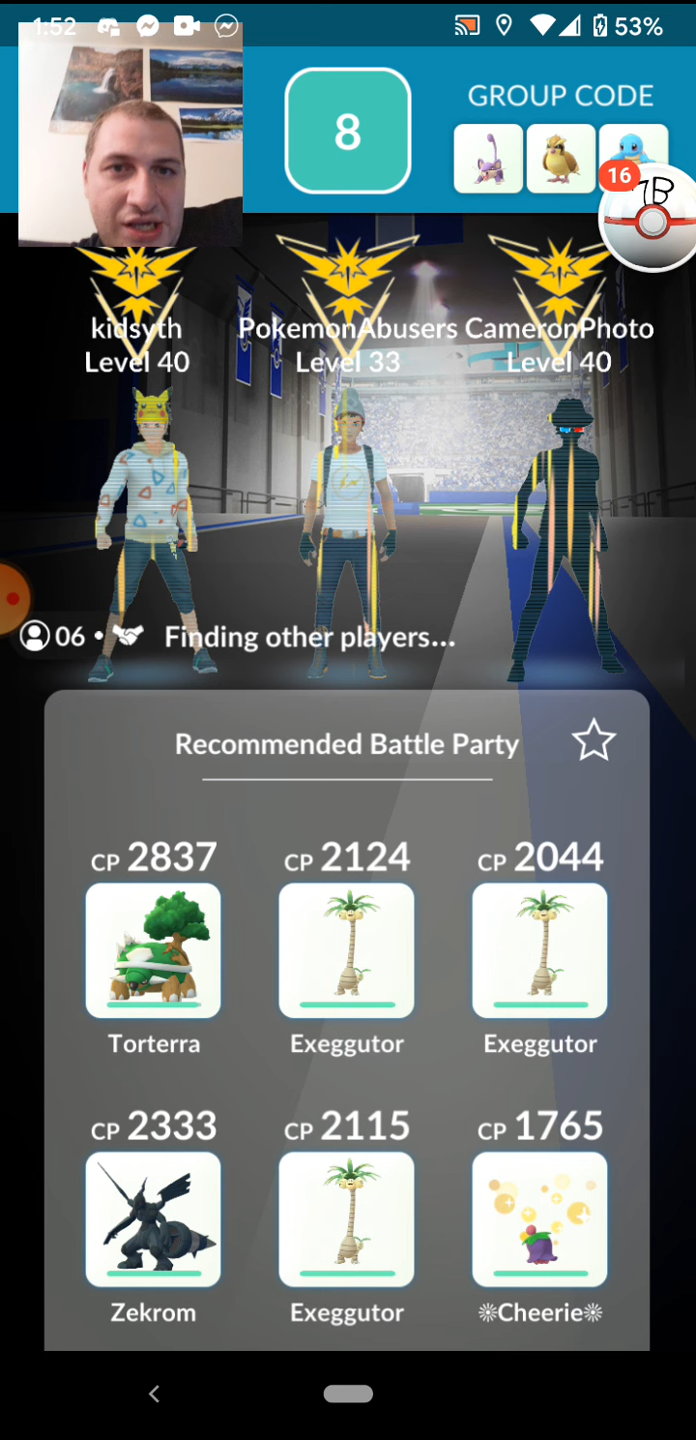 1:52
53%
8
GROUP CODE
16
B
kidsyth
Level 40
PokemonAbusers
Level 33
CameronPhoto
Level 40
06 • Finding other players...
Recommended Battle Party
CP 2837
CP 2124
CP 2044
Torterra
Exeggutor
Exeggutor
CP 2333
CP 2115
CP 1765
Zekrom
Exeggutor
※Cheerie※